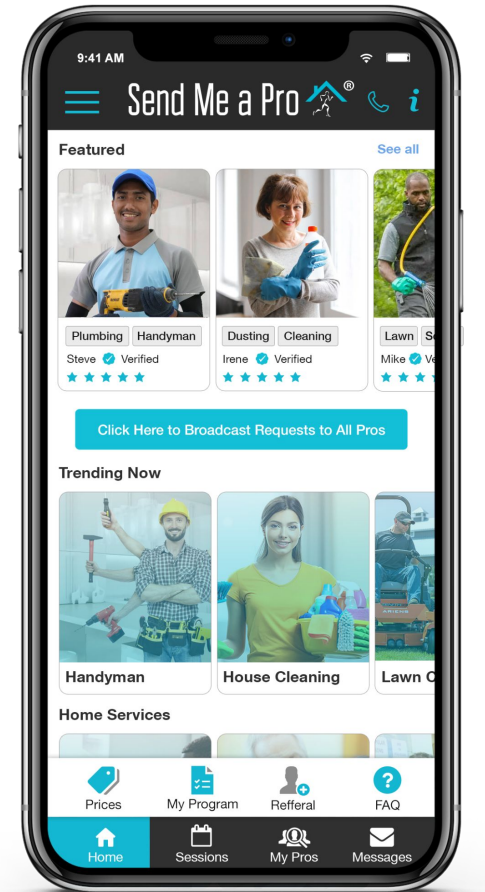 9:41 AM
Send Me a Pro ®
Featured See all
Plumbing Handyman
Steve Verified
Dusting Cleaning
Irene Verified
Lawn
Mike Ve
Click Here to Broadcast Requests to All Pros
Trending Now
Handyman
House Cleaning
Lawn C
Home Services
Prices My Program Refferal FAQ
Home Sessions My Pros Messages